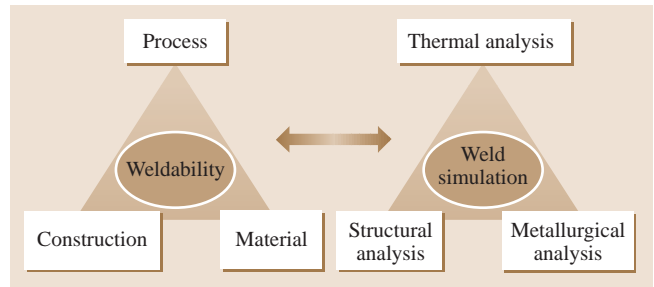 Process
Weldability
Construction
Material
Thermal analysis
Weld
simulation
Structural
analysis
Metallurgical
analysis